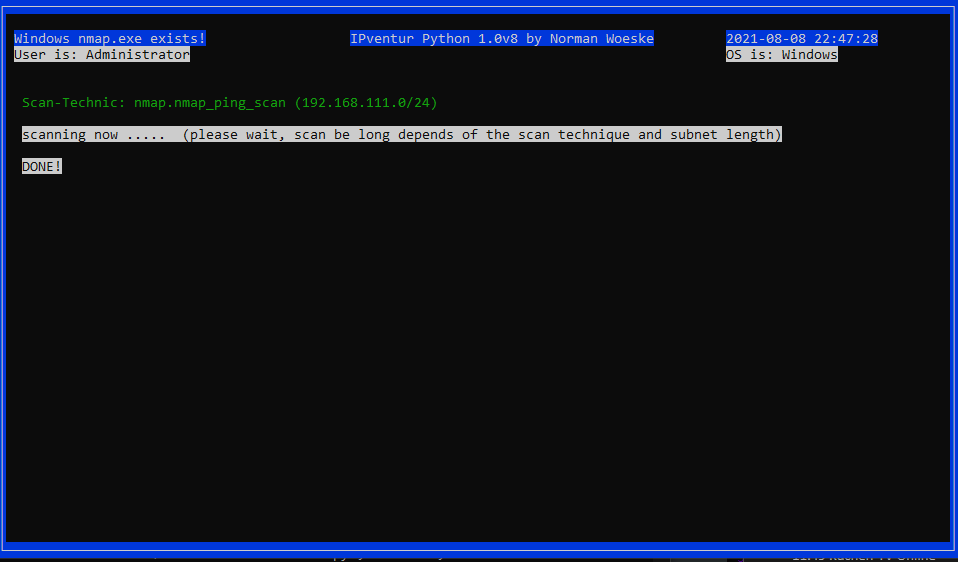 Windows nmap.exe exists! IPventur Python 1.0v8 by Norman Woeske 2021-08-08 22:47:28
User is: Administrator OS is: Windows
Scan-Technic: nmap.nmap_ping_scan (192.168.111.0/24)
scanning now ..... (please wait, scan be long depends of the scan technique and subnet length)
DONE!